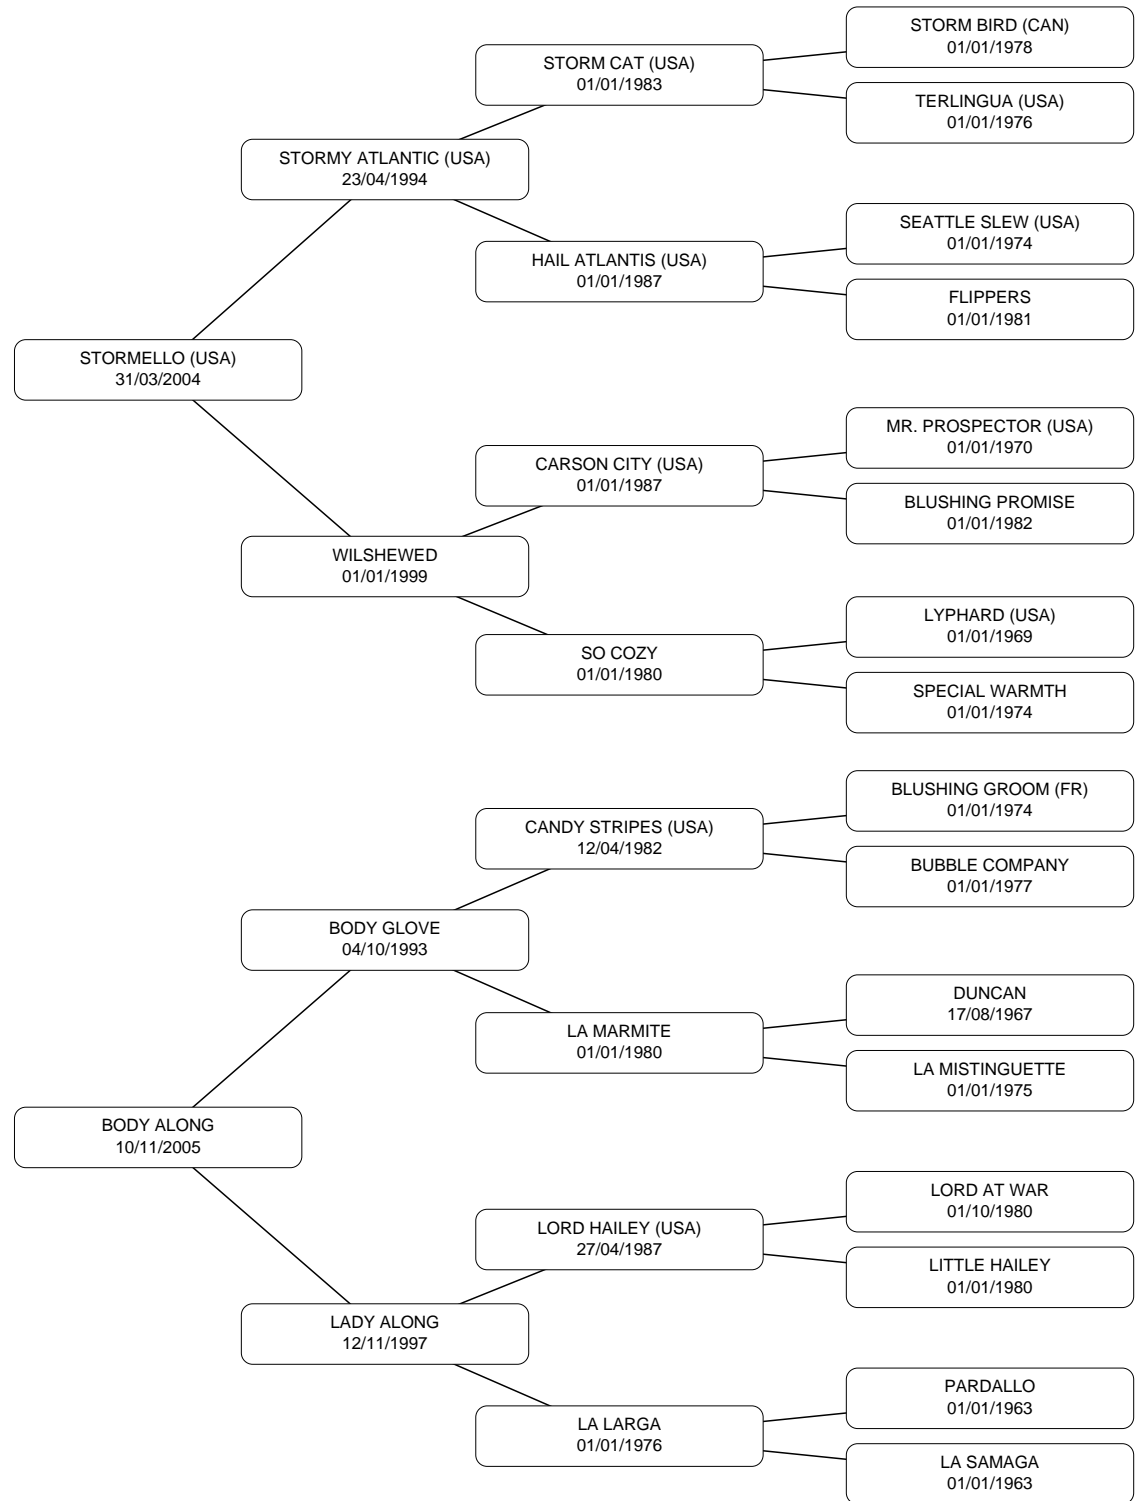 STORM BIRD (CAN)
01/01/1978
STORM CAT (USA)
01/01/1983
TERLINGUA (USA)
01/01/1976
STORMY ATLANTIC (USA)
23/04/1994
SEATTLE SLEW (USA)
01/01/1974
HAIL ATLANTIS (USA)
01/01/1987
FLIPPERS
01/01/1981
STORMELLO (USA)
31/03/2004
MR. PROSPECTOR (USA)
01/01/1970
CARSON CITY (USA)
01/01/1987
BLUSHING PROMISE
01/01/1982
WILSHEWED
01/01/1999
LYPHARD (USA)
01/01/1969
SO COZY
01/01/1980
SPECIAL WARMTH
01/01/1974
BLUSHING GROOM (FR)
01/01/1974
CANDY STRIPES (USA)
12/04/1982
BUBBLE COMPANY
01/01/1977
BODY GLOVE
04/10/1993
DUNCAN
17/08/1967
LA MARMITE
01/01/1980
LA MISTINGUETTE
01/01/1975
BODY ALONG
10/11/2005
LORD AT WAR
01/10/1980
LORD HAILEY (USA)
27/04/1987
LITTLE HAILEY
01/01/1980
LADY ALONG
12/11/1997
PARDALLO
01/01/1963
LA LARGA
01/01/1976
LA SAMAGA
01/01/1963